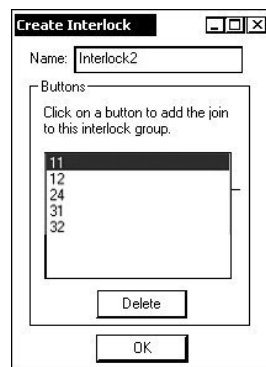 Create Interlock
Name: Interlock2
Buttons
Click on a button to add the join
to this interlock group.
11
12
24
31
32
Delete
OK